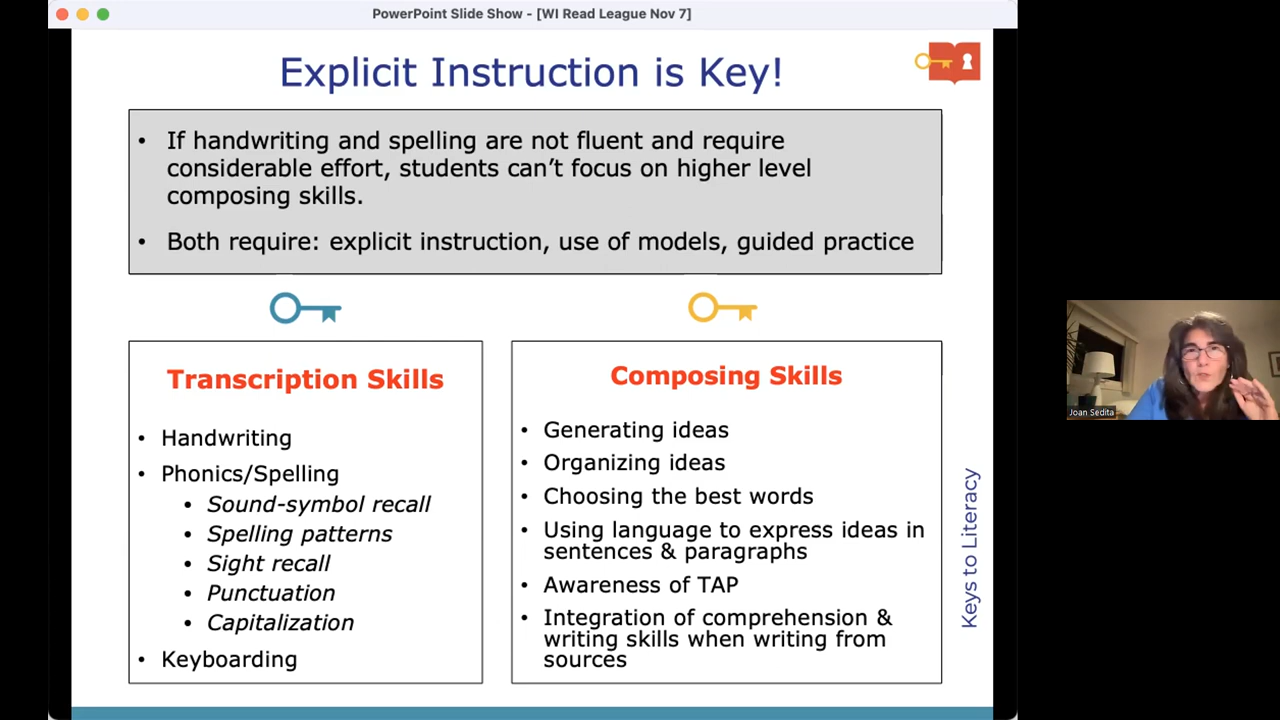 PowerPoint Slide Show - [WI Read League Nov 7]
Explicit Instruction is Key!
• If handwriting and spelling are not fluent and require
considerable effort, students can’t focus on higher level
composing skills.
• Both require: explicit instruction, use of models, guided practice
Transcription Skills
• Handwriting
• Phonics/Spelling
• Sound-symbol recall
• Spelling patterns
• Sight recall
• Punctuation
• Capitalization
• Keyboarding
Composing Skills
• Generating ideas
• Organizing ideas
• Choosing the best words
• Using language to express ideas in
sentences & paragraphs
• Awareness of TAP
• Integration of comprehension &
writing skills when writing from
sources
Keys to Literacy
Joan Sedita